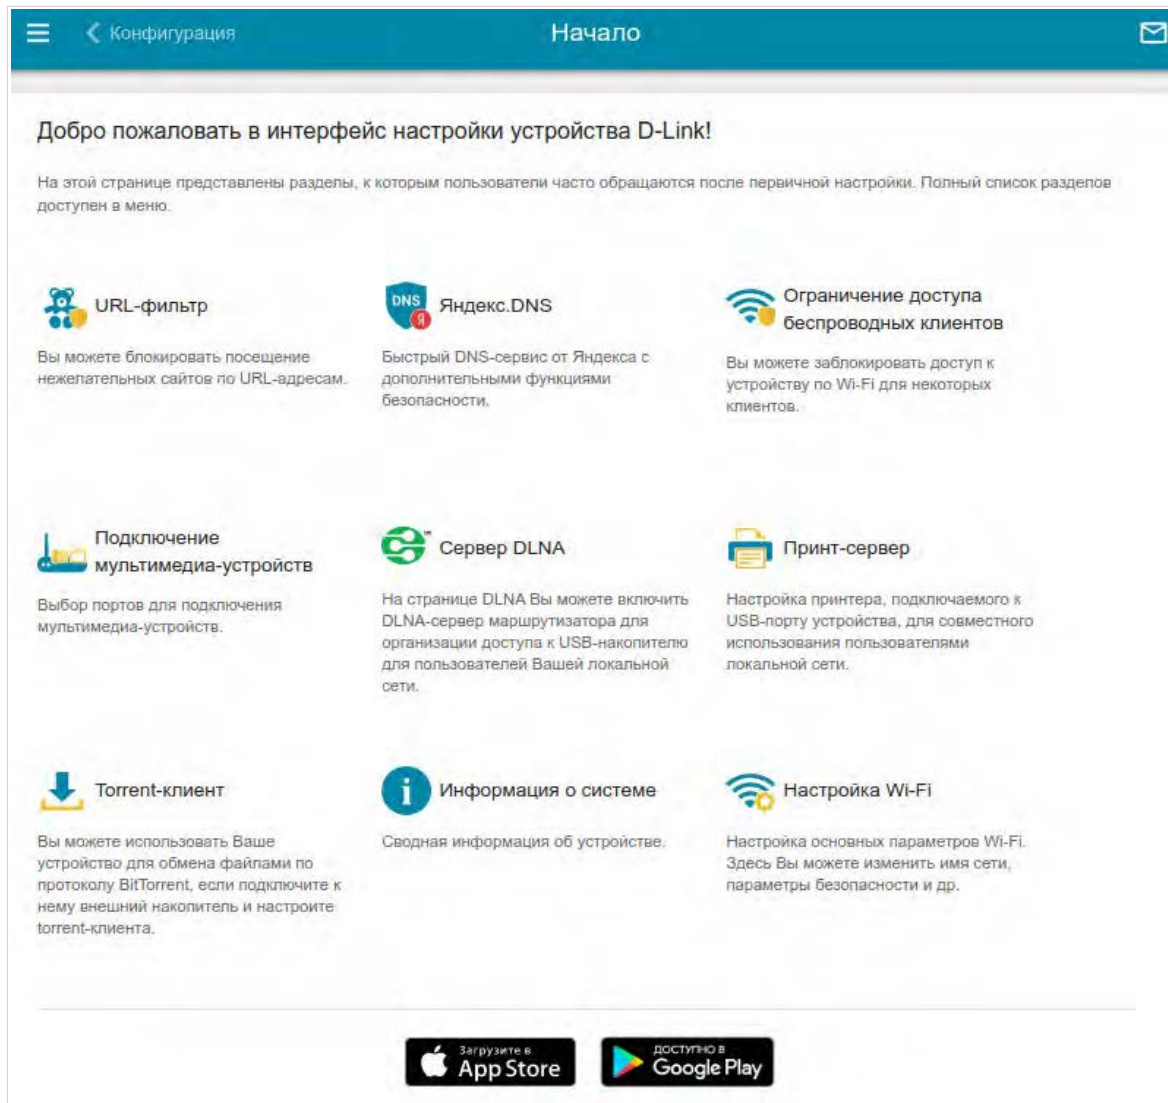 Конфигурация
Начало
Добро пожаловать в интерфейс настройки устройства D-Link!
На этой странице представлены разделы, к которым пользователи часто обращаются после первичной настройки. Полный список разделов
доступен в меню.
URL-фильтр
Вы можете блокировать посещение
нежелательных сайтов по URL-адресам.
DNS
Я
Яндекс.DNS
Быстрый DNS-сервис от Яндекса с
дополнительными функциями
безопасности.
Ограничение доступа
беспроводных клиентов
Вы можете заблокировать доступ к
устройству по Wi-Fi для некоторых
клиентов.
Подключение
мультимедиа-устройств
Выбор портов для подключения
мультимедиа-устройств.
Сервер DLNA
На странице DLNA Вы можете включить
DLNA-сервер маршрутизатора для
организации доступа к USB-накопителю
для пользователей Вашей локальной
сети.
Принт-сервер
Настройка принтера, подключаемого к
USB-порту устройства, для совместного
использования пользователями
локальной сети.
Torrent-клиент
Вы можете использовать Ваше
устройство для обмена файлами по
протоколу BitTorrent, если подключите к
нему внешний накопитель и настроите
torrent-клиента.
Информация о системе
Сводная информация об устройстве.
Настройка Wi-Fi
Настройка основных параметров Wi-Fi.
Здесь Вы можете изменить имя сети,
параметры безопасности и др.
Загрузите в
App Store
ДОСТУПНО В
Google Play